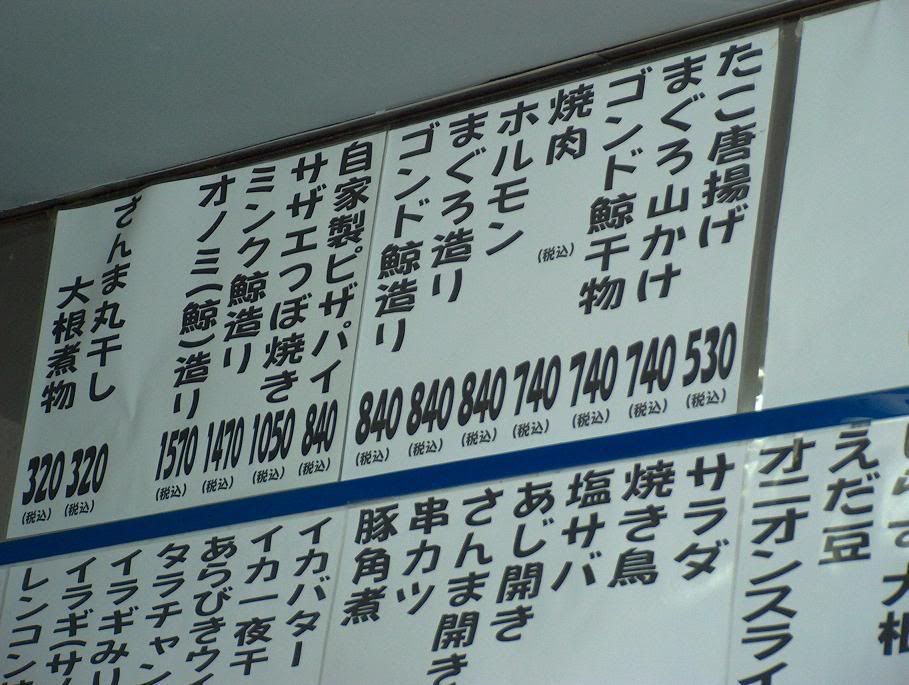 たこ唐揚げ 530(税込)
まぐろ山かけ 740(税込)
ゴンド鯨干物 740(税込)
焼肉 (税込) 740(税込)
ホルモン 840(税込)
まぐろ造り 840(税込)
ゴンド鯨造り 840(税込)
自家製ピザパイ 840(税込)
サザエつぼ焼き 1050(税込)
ミンク鯨造り 1470(税込)
オノミ(鯨)造り 1570(税込)
さんま丸干し 320(税込)
大根煮物 320(税込)
らす大根
えだ豆
オニオンスライ
サラダ
焼き鳥
塩サバ
あじ開き
さんま開き
串カツ
豚角煮
イカバター
イカ一夜干
あらびきウイ
タラチャン
イラギみり
イラギ(サ
レンコン